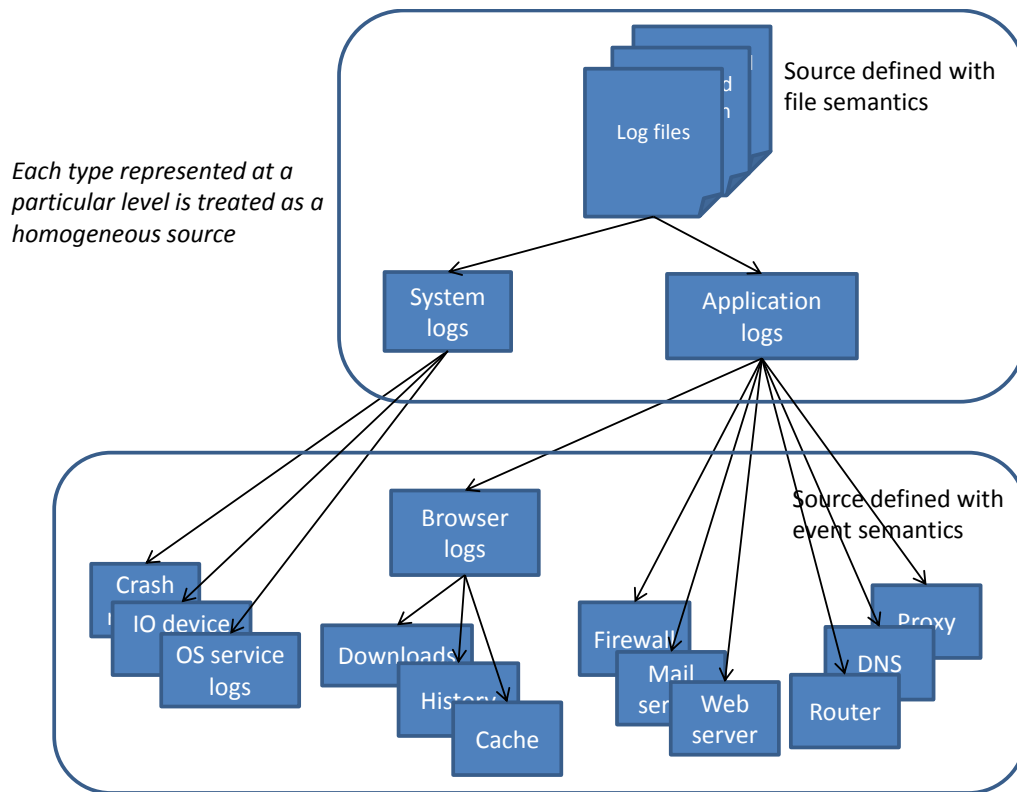 Source defined with
file semantics
Log files
Each type represented at a
particular level is treated as a
homogeneous source
System
logs
Application
logs
Source defined with
event semantics
Browser
logs
Crash
IO device
OS service
logs
Downloads
History
Cache
Firewall
Mail
Web
server
Proxy
DNS
Router